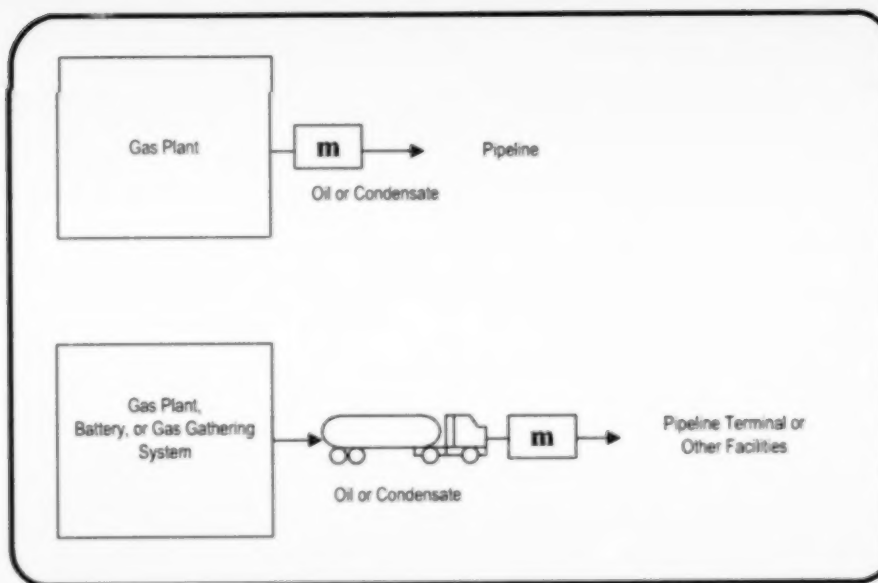 Gas Plant
m
Pipeline
Oil or Condensate
Gas Plant,
Battery, or Gas Gathering
System
m
Pipeline Terminal or
Other Facilities
Oil or Condensate